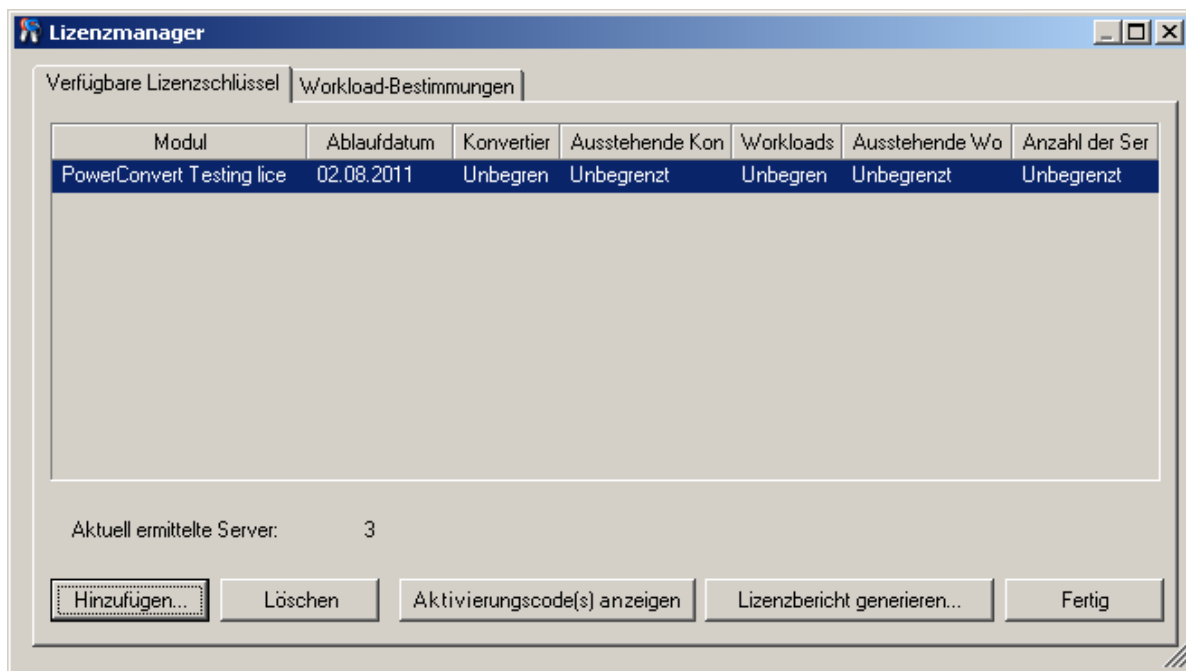 Lizenzmanager
Verfügbare Lizenzschlüssel Workload-Bestimmungen
Modul Ablaufdatum Konvertier Ausstehende Kon Workloads Ausstehende Wo Anzahl der Ser
PowerConvert Testing lice 02.08.2011 Unbegren Unbegrenzt Unbegren Unbegrenzt Unbegrenzt
Aktuell ermittelte Server: 3
Hinzufügen... Löschen Aktivierungscode(s) anzeigen Lizenzbericht generieren... Fertig